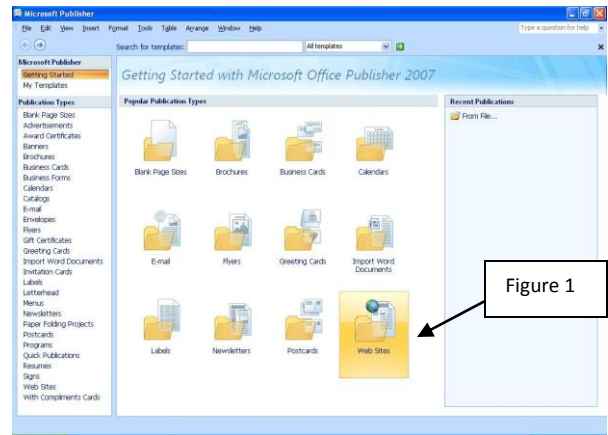 Microsoft Publisher
File Edit View Insert Format Tools Table Arrange Window Help
Type a question for help
Search for templates: All templates
Microsoft Publisher
Getting Started
My Templates
Publication Types
Blank Page Sizes
Advertisements
Award Certificates
Banners
Brochures
Business Cards
Business Forms
Calendars
Catalogs
E-mail
Envelopes
Flyers
Gift Certificates
Greeting Cards
Import Word Documents
Invitation Cards
Labels
Letterhead
Menus
Newsletters
Paper Folding Projects
Postcards
Programs
Quick Publications
Resumes
Signs
Web Sites
With Compliments Cards
Getting Started with Microsoft Office Publisher 2007
Popular Publication Types
Blank Page Sizes Brochures Business Cards Calendars
E-mail Flyers Greeting Cards Import Word
Documents
Labels Newsletters Postcards Web Sites
Recent Publications
From File...
Figure 1